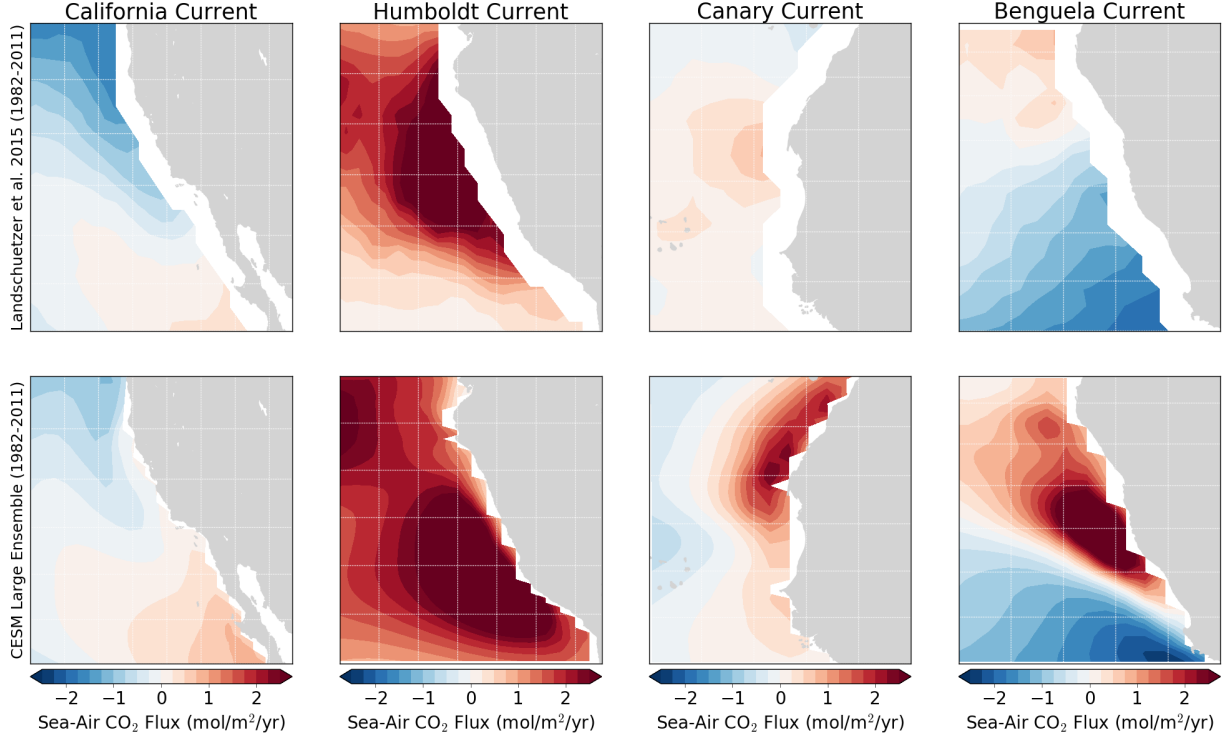 California Current
Humboldt Current
Canary Current
Benguela Current
Landschuetzer et al. 2015 (1982-2011)
CESM Large Ensemble (1982-2011)
−2 −1 0 1 2
−2 −1 0 1 2
−2 −1 0 1 2
−2 −1 0 1 2
Sea-Air CO₂ Flux (mol/m²/yr)
Sea-Air CO₂ Flux (mol/m²/yr)
Sea-Air CO₂ Flux (mol/m²/yr)
Sea-Air CO₂ Flux (mol/m²/yr)